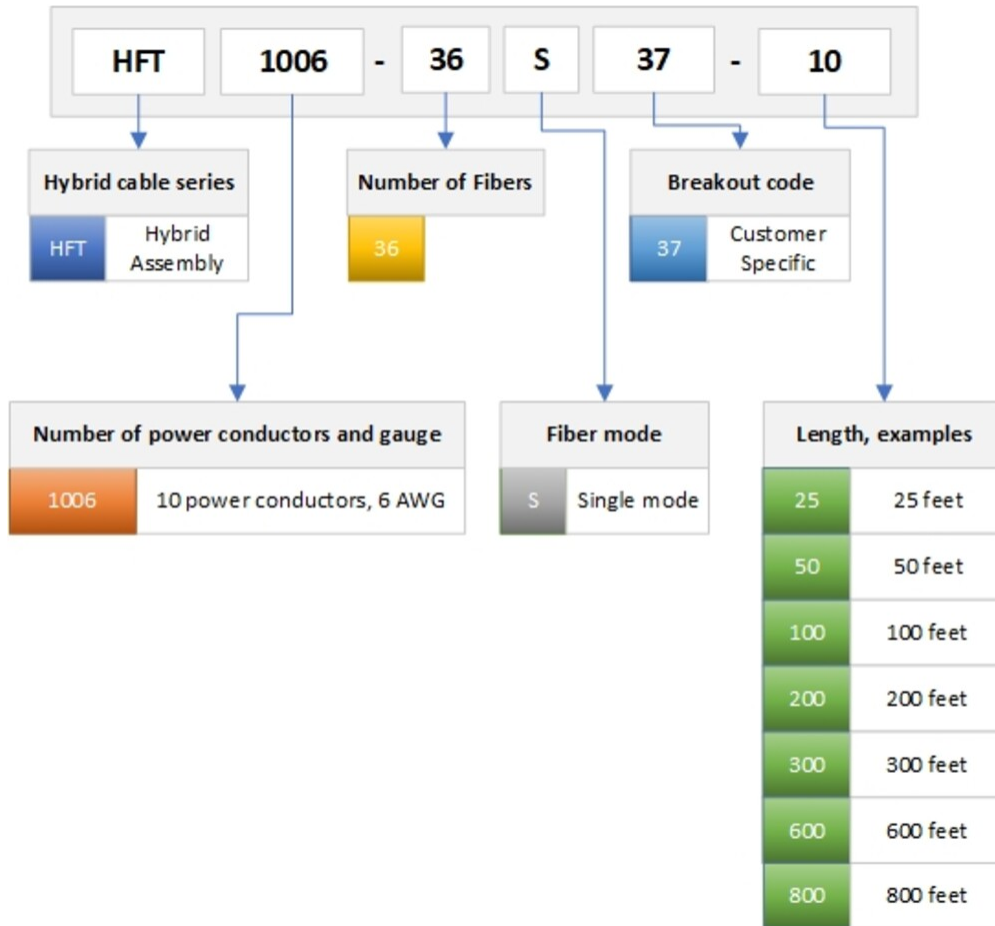 HFT 1006 - 36 S 37 - 10
Hybrid cable series
HFT Hybrid
Assembly
Number of Fibers
36
Breakout code
37 Customer
Specific
Number of power conductors and gauge
1006 10 power conductors, 6 AWG
Fiber mode
S Single mode
Length, examples
25 25 feet
50 50 feet
100 100 feet
200 200 feet
300 300 feet
600 600 feet
800 800 feet